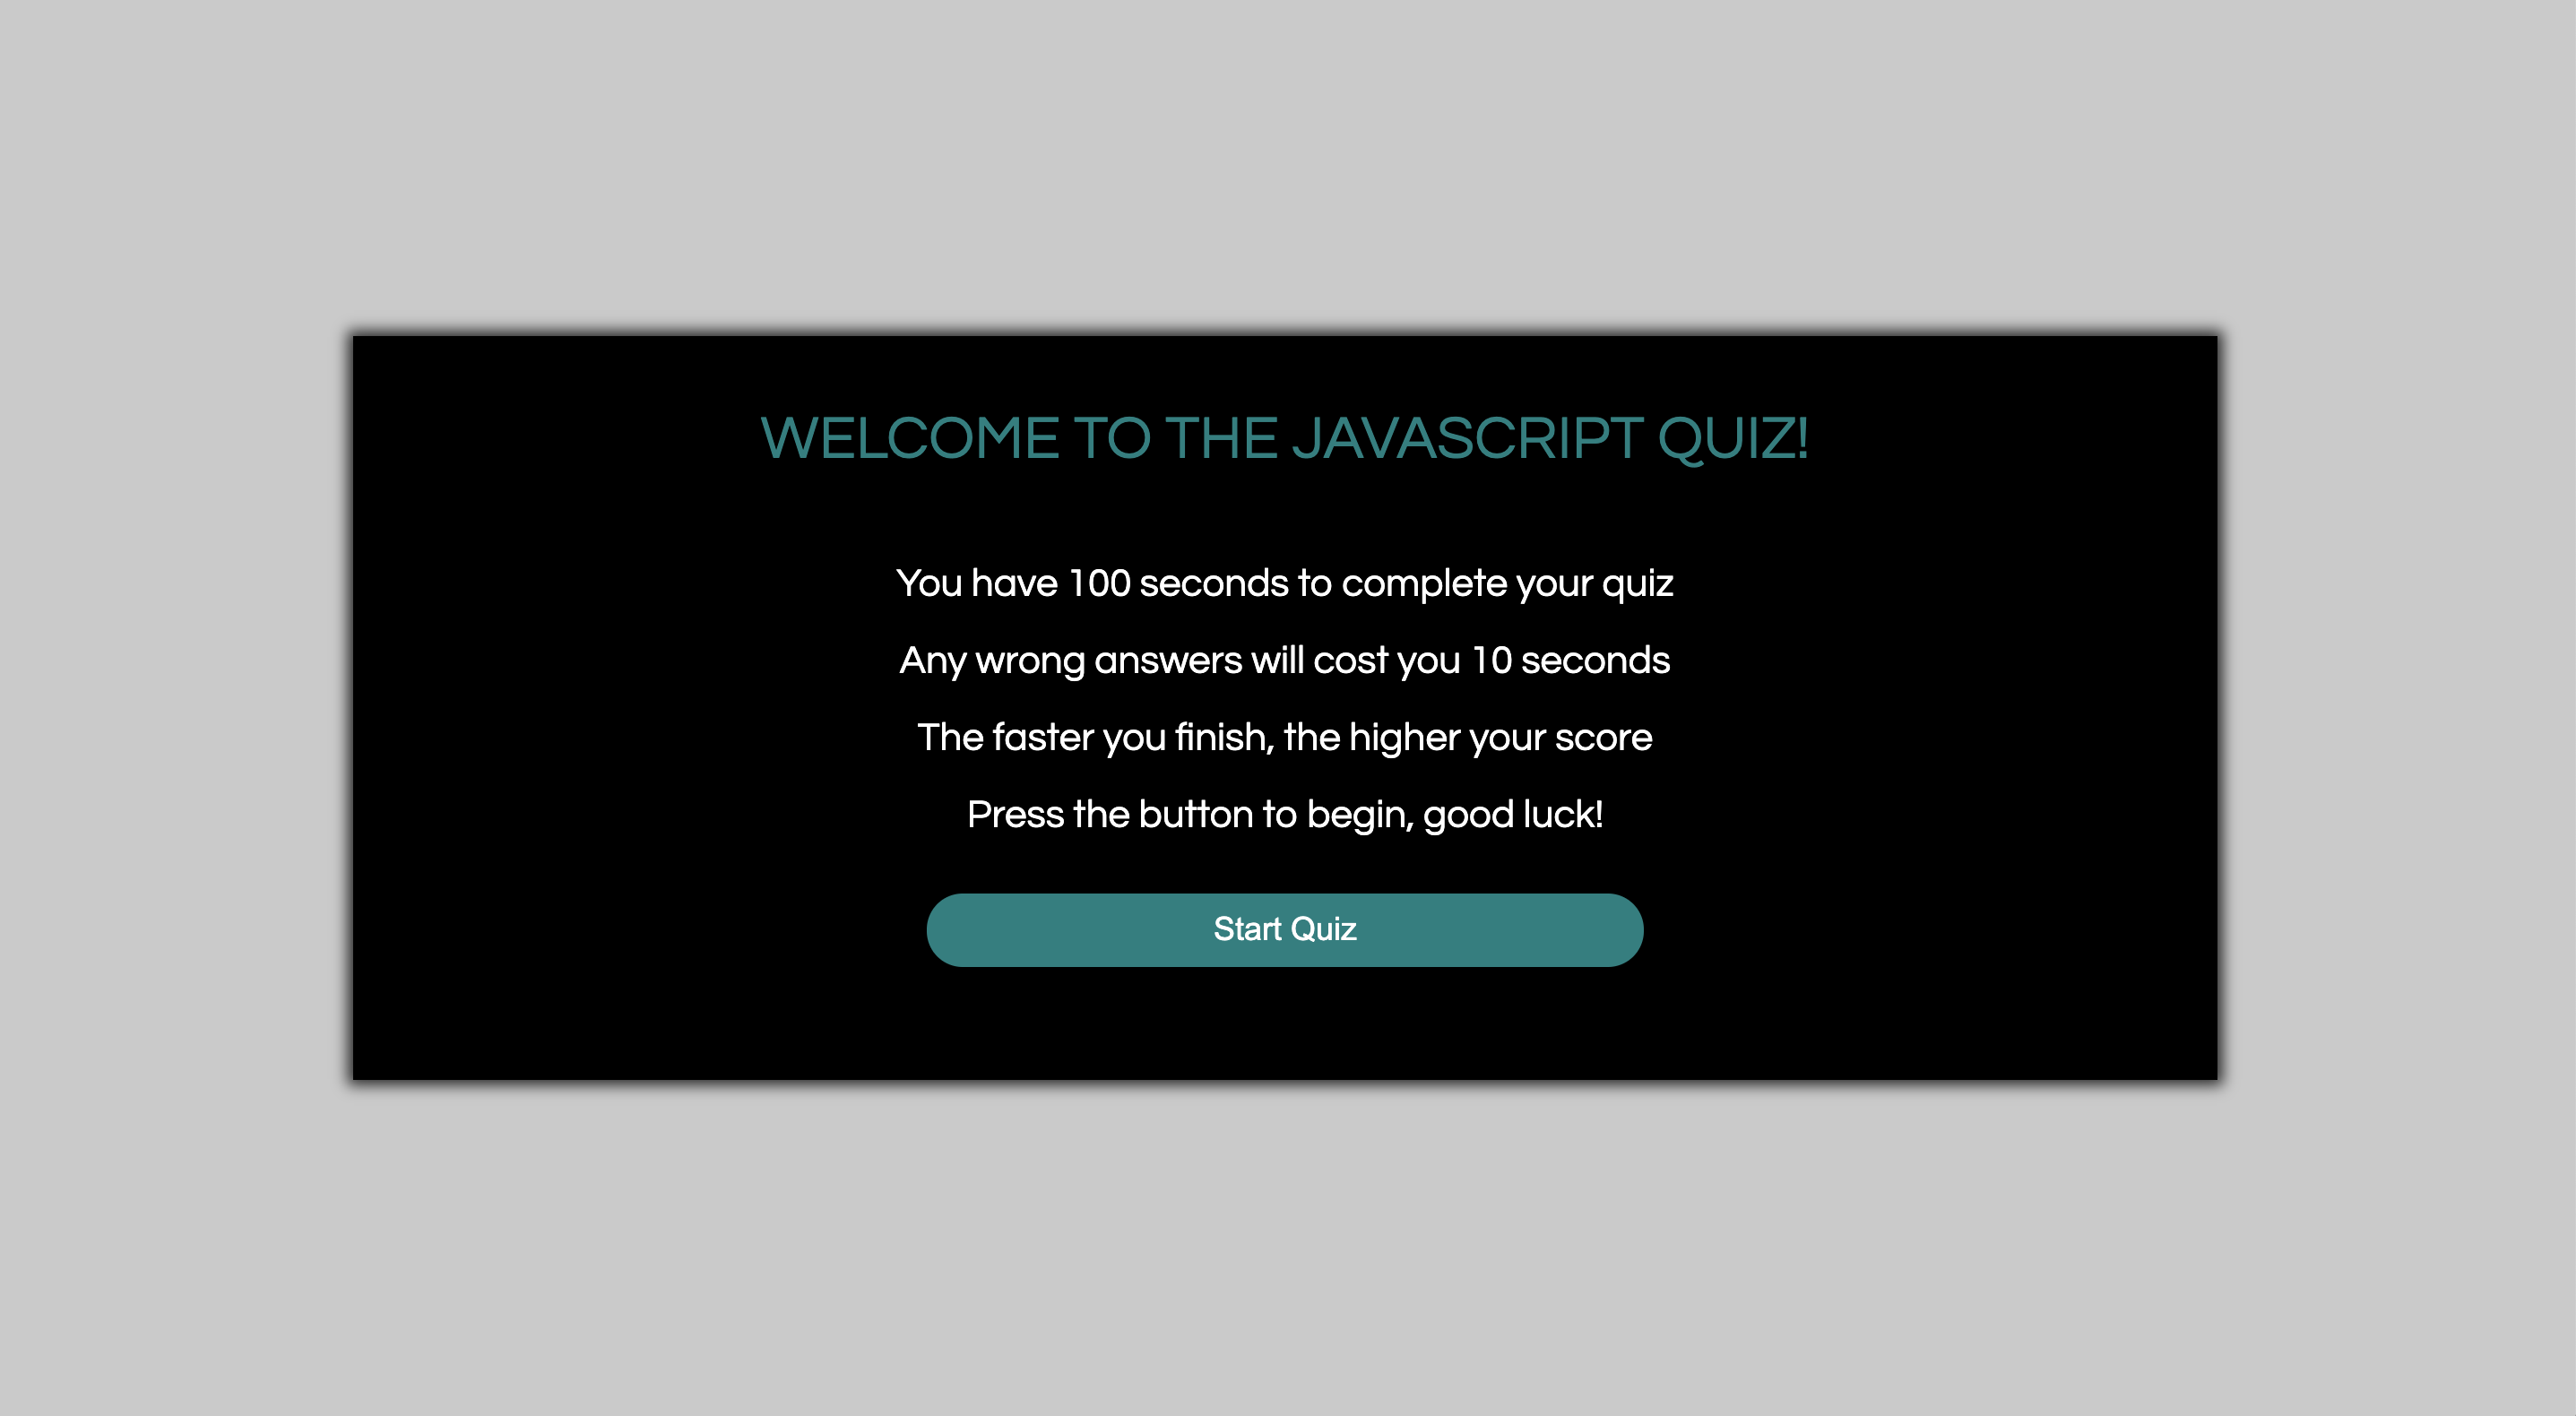 WELCOME TO THE JAVASCRIPT QUIZ!
You have 100 seconds to complete your quiz
Any wrong answers will cost you 10 seconds
The faster you finish, the higher your score
Press the button to begin, good luck!
Start Quiz